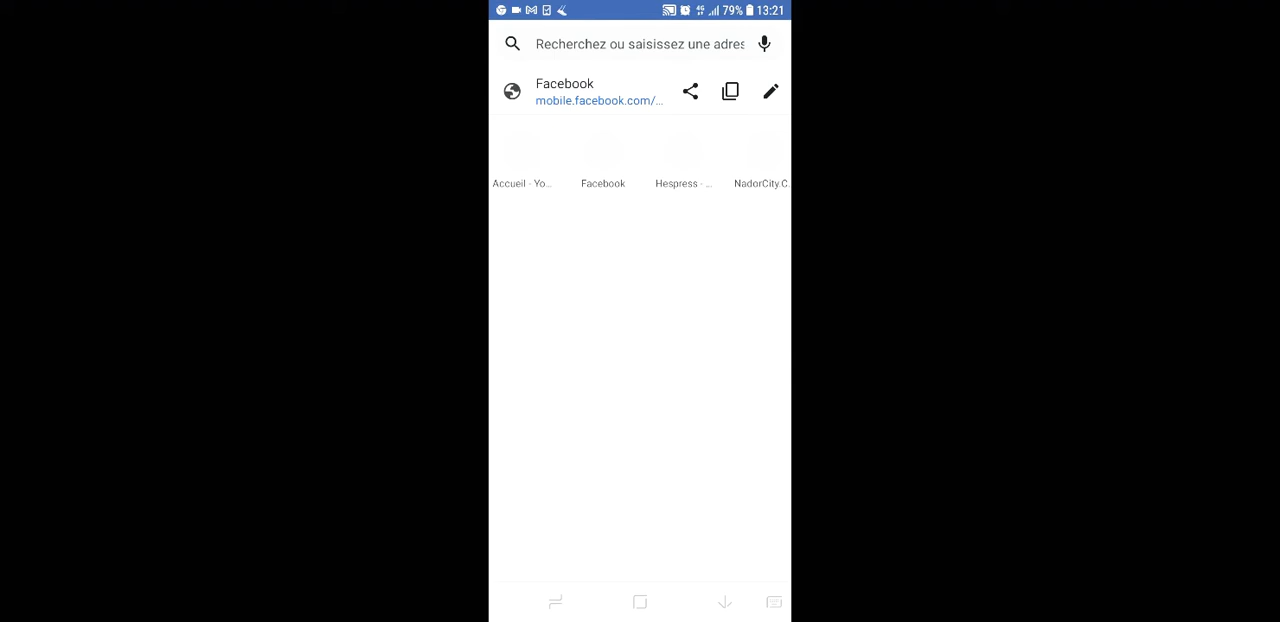 79% 13:21
Recherchez ou saisissez une adres
Facebook
mobile.facebook.com/...
Accueil - Yo... Facebook Hespress - ... NadorCity.C